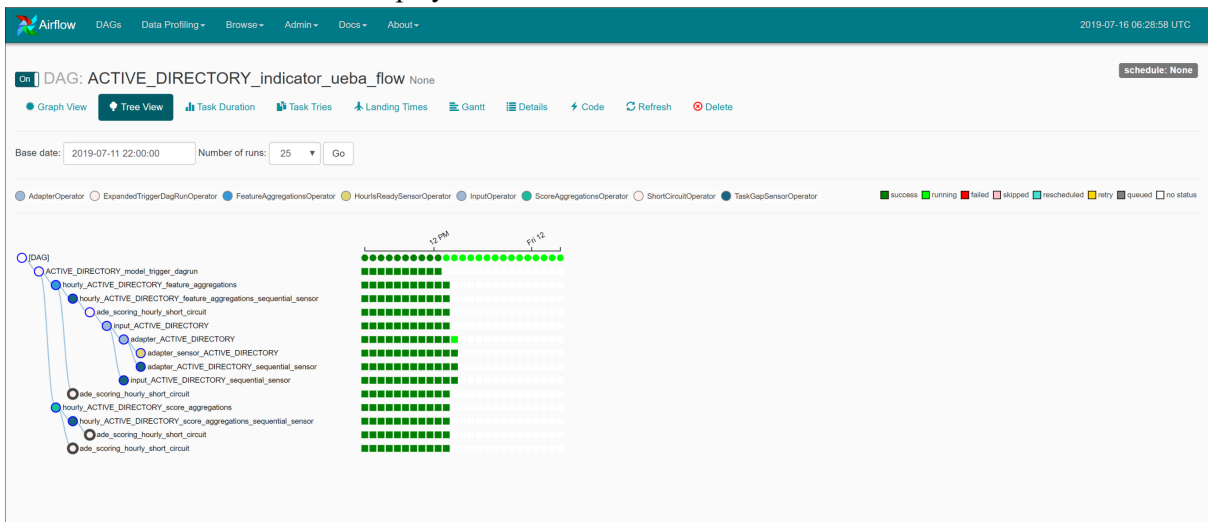 Airflow DAGs Data Profiling Browse Admin Docs About 2019-07-16 06:28:58 UTC
On DAG: ACTIVE_DIRECTORY_indicator_ueba_flow None schedule: None
Graph View Tree View Task Duration Task Tries Landing Times Gantt Details Code Refresh Delete
Base date: 2019-07-11 22:00:00 Number of runs: 25 Go
AdapterOperator ExpandedTriggerDagRunOperator FeatureAggregationsOperator HourIsReadySensorOperator InputOperator ScoreAggregationsOperator ShortCircuitOperator TaskGapSensorOperator success running failed skipped rescheduled retry queued no status
12 PM Fri 12
[DAG]
ACTIVE_DIRECTORY_model_trigger_dagrun
hourly_ACTIVE_DIRECTORY_feature_aggregations
hourly_ACTIVE_DIRECTORY_feature_aggregations_sequential_sensor
ade_scoring_hourly_short_circuit
input_ACTIVE_DIRECTORY
adapter_ACTIVE_DIRECTORY
adapter_sensor_ACTIVE_DIRECTORY
adapter_ACTIVE_DIRECTORY_sequential_sensor
input_ACTIVE_DIRECTORY_sequential_sensor
ade_scoring_hourly_short_circuit
hourly_ACTIVE_DIRECTORY_score_aggregations
hourly_ACTIVE_DIRECTORY_score_aggregations_sequential_sensor
ade_scoring_hourly_short_circuit
ade_scoring_hourly_short_circuit